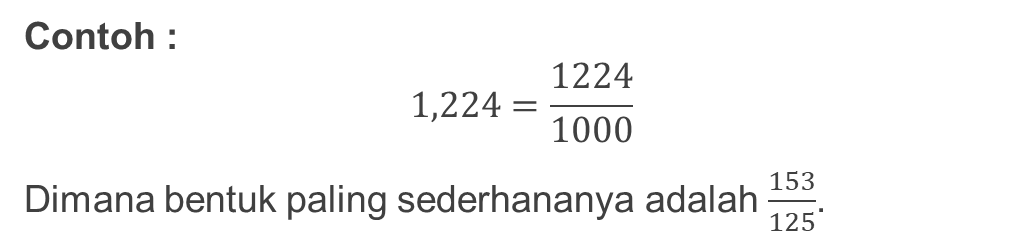 Contoh :
1,224 = 1224/1000
Dimana bentuk paling sederhananya adalah 153/125.